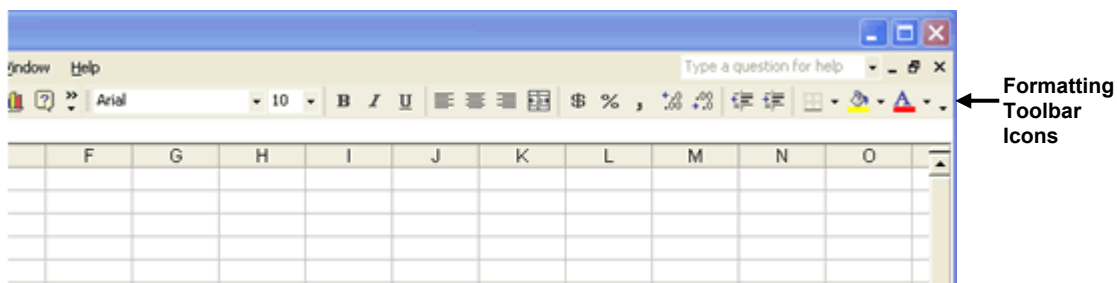 Window Help Type a question for help
Arial 10 B I U $ % ,
Formatting
Toolbar
Icons
F G H I J K L M N O